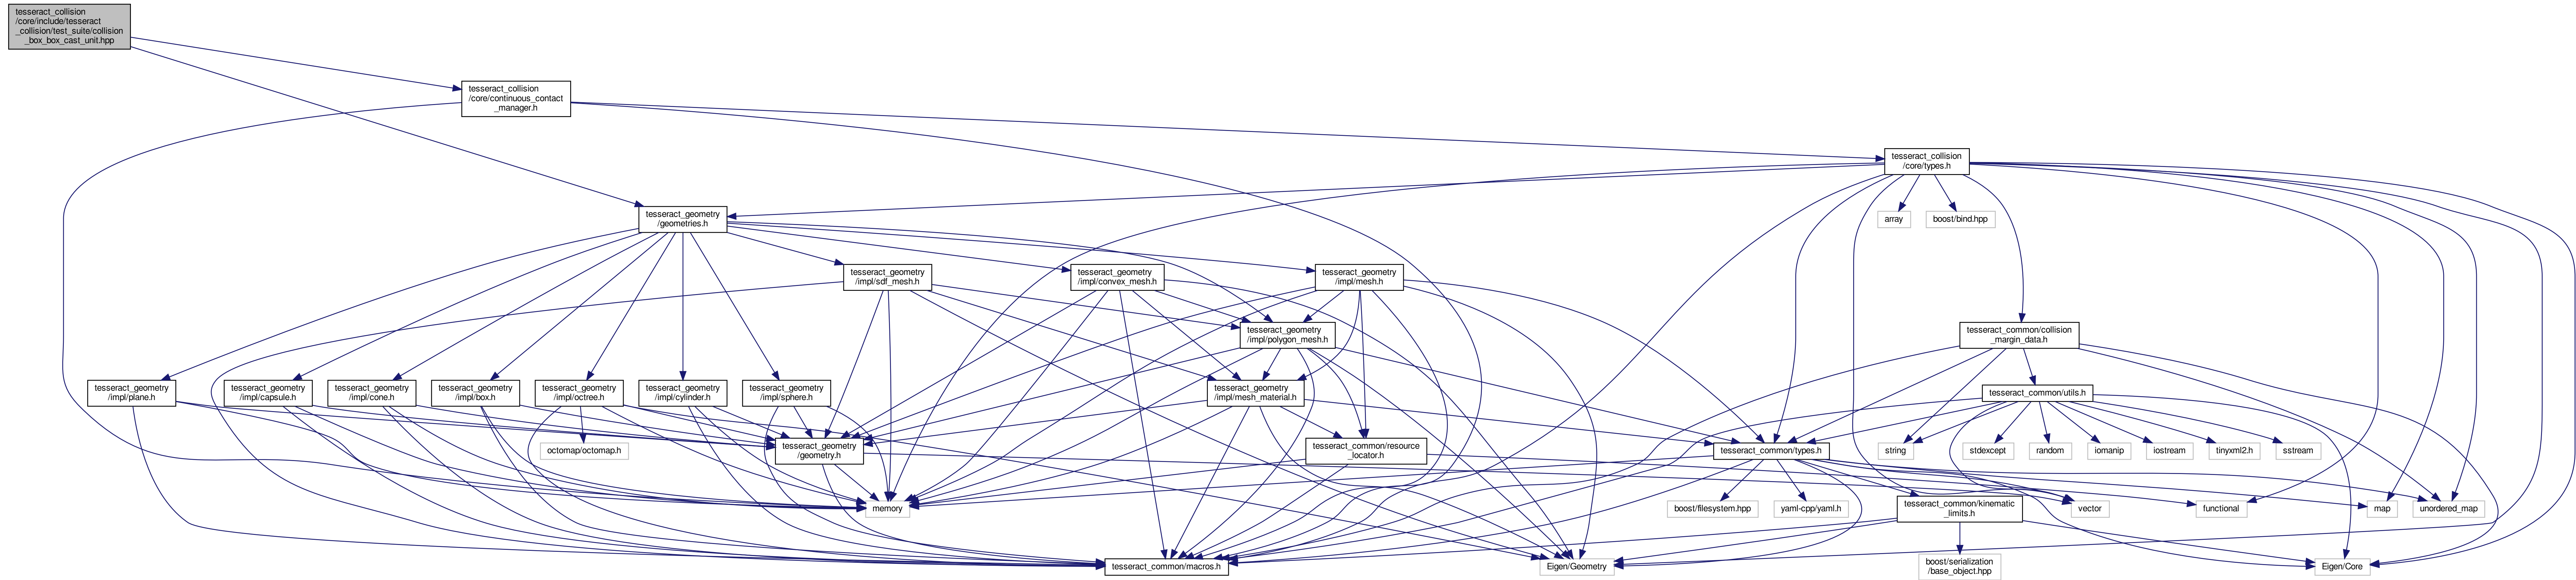 tesseract_collision
/core/include/tesseract
_collision/test_suite/collision
_box_box_cast_unit.hpp
tesseract_collision
/core/continuous_contact
_manager.h
tesseract_collision
/core/types.h
tesseract_geometry
/geometries.h
array
boost/bind.hpp
tesseract_geometry
/impl/sdf_mesh.h
tesseract_geometry
/impl/convex_mesh.h
tesseract_geometry
/impl/mesh.h
tesseract_geometry
/impl/polygon_mesh.h
tesseract_common/collision
_margin_data.h
tesseract_geometry
/impl/plane.h
tesseract_geometry
/impl/capsule.h
tesseract_geometry
/impl/cone.h
tesseract_geometry
/impl/box.h
tesseract_geometry
/impl/octree.h
tesseract_geometry
/impl/cylinder.h
tesseract_geometry
/impl/sphere.h
tesseract_geometry
/impl/mesh_material.h
tesseract_common/utils.h
octomap/octomap.h
tesseract_geometry
/geometry.h
tesseract_common/resource
_locator.h
tesseract_common/types.h
string
stdexcept
random
iomanip
iostream
tinyxml2.h
sstream
memory
boost/filesystem.hpp
yaml-cpp/yaml.h
tesseract_common/kinematic
_limits.h
vector
functional
map
unordered_map
tesseract_common/macros.h
Eigen/Geometry
boost/serialization
/base_object.hpp
Eigen/Core